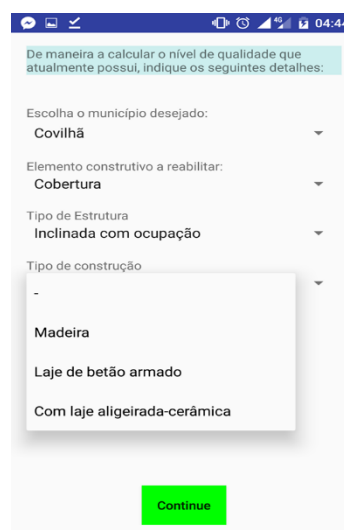 4G 04:44
De maneira a calcular o nível de qualidade que
atualmente possui, indique os seguintes detalhes:
Escolha o município desejado:
Covilhã
Elemento construtivo a reabilitar:
Cobertura
Tipo de Estrutura
Inclinada com ocupação
Tipo de construção
-
Madeira
Laje de betão armado
Com laje aligeirada-cerâmica
Continue